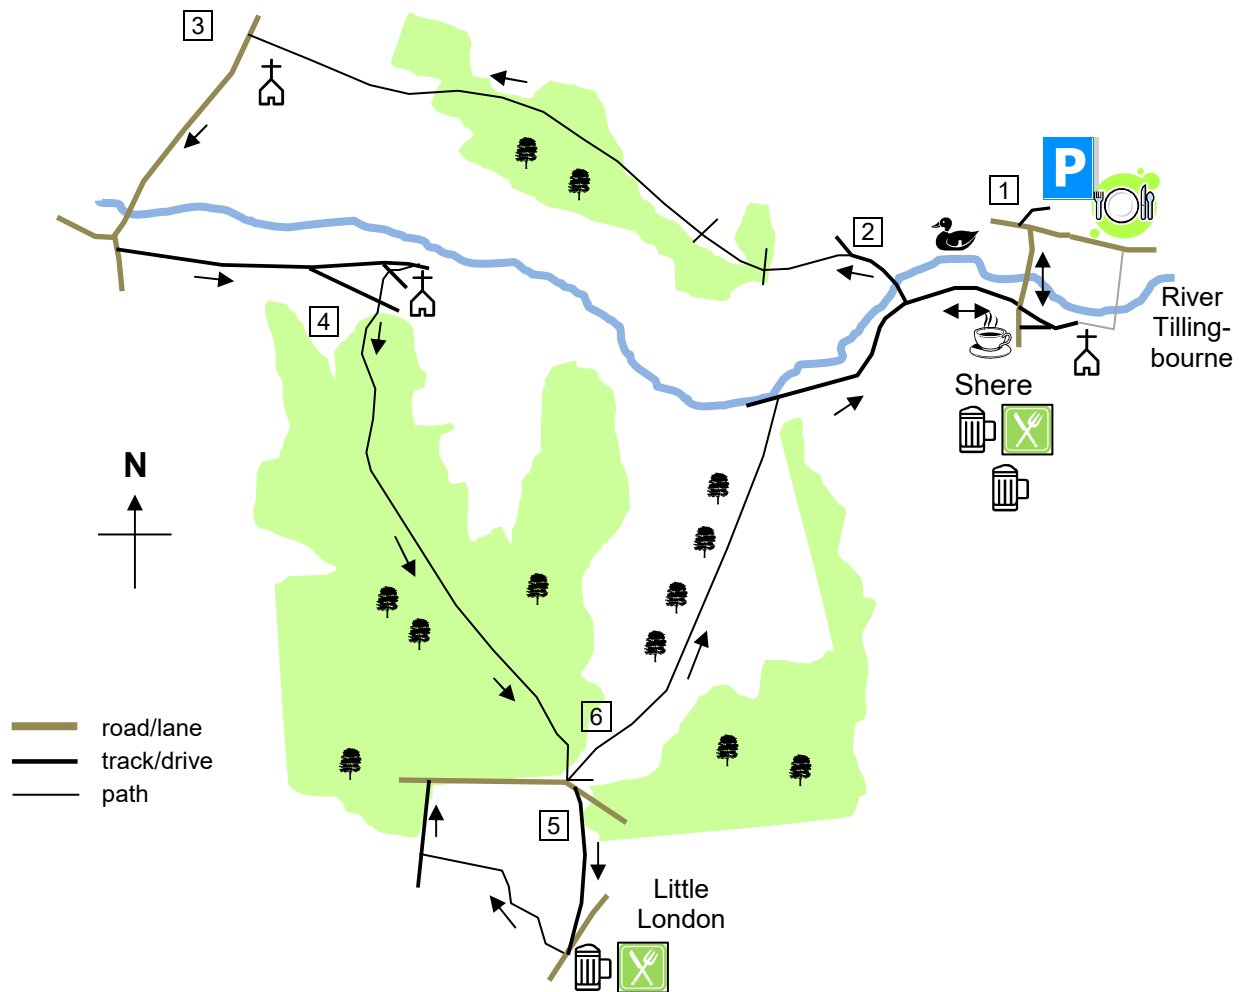 3
P
1
2
River
Tilling-
bourne
4
Shere
N
6
road/lane
track/drive
path
5
Little
London